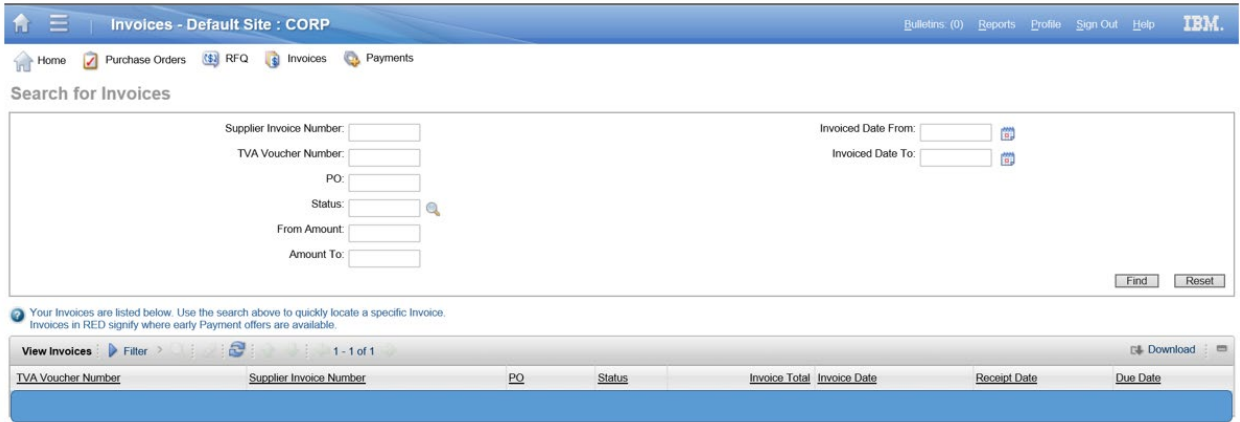 Invoices - Default Site : CORP
Bulletins: (0) Reports Profile Sign Out Help IBM.
Home Purchase Orders RFQ Invoices Payments
Search for Invoices
Supplier Invoice Number: Invoiced Date From:
TVA Voucher Number: Invoiced Date To:
PO:
Status:
From Amount:
Amount To:
Find Reset
Your Invoices are listed below. Use the search above to quickly locate a specific Invoice.
Invoices in RED signify where early Payment offers are available.
View Invoices Filter 1 - 1 of 1 Download
TVA Voucher Number Supplier Invoice Number PO Status Invoice Total Invoice Date Receipt Date Due Date